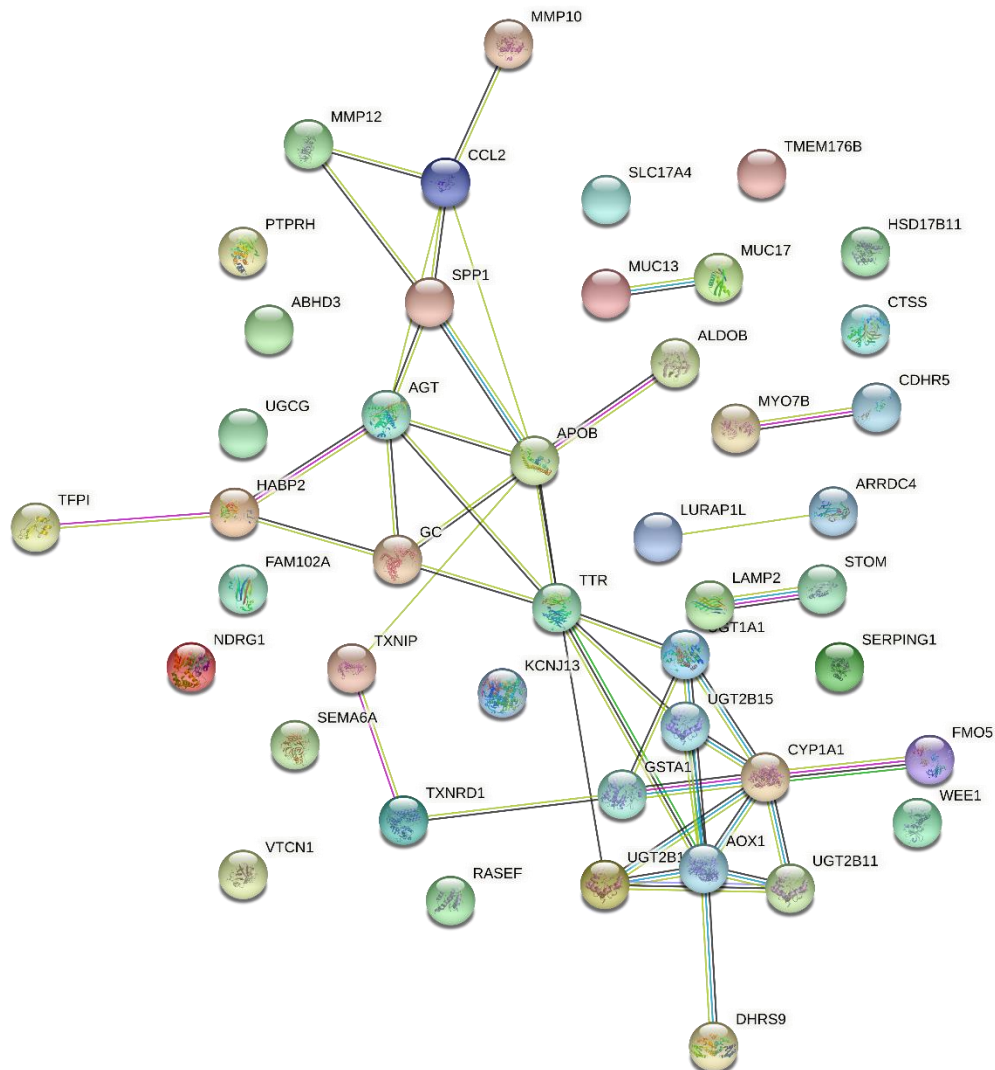 MMP10
MMP12
CCL2
TMEM176B
SLC17A4
PTPRH
HSD17B11
MUC13
MUC17
SPP1
ABHD3
CTSS
ALDOB
AGT
CDHR5
MYO7B
UGCG
APOB
HABP2
TFPI
ARRDC4
LURAP1L
GC
FAM102A
STOM
LAMP2
TTR
GT1A1
NDRG1
TXNIP
SERPING1
KCNJ13
UGT2B15
SEMA6A
CYP1A1
FMO5
GSTA1
TXNRD1
WEE1
VTCN1
AOX1
UGT2B1
UGT2B11
RASEF
DHRS9